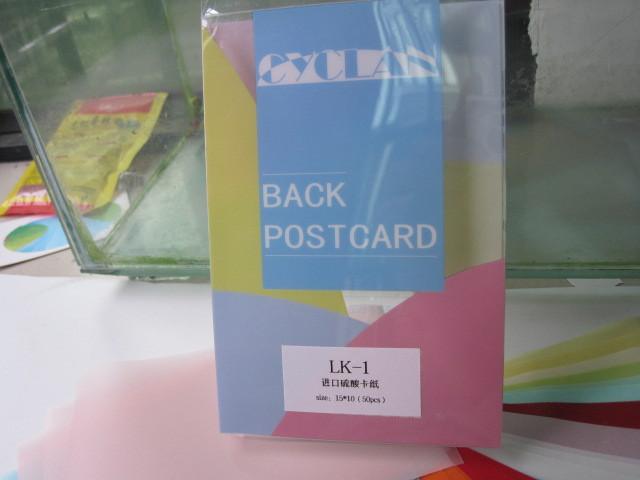 CYCLAN
BACK
POSTCARD
LK-1
进口硫酸卡纸
size: 15*10 (50pcs)